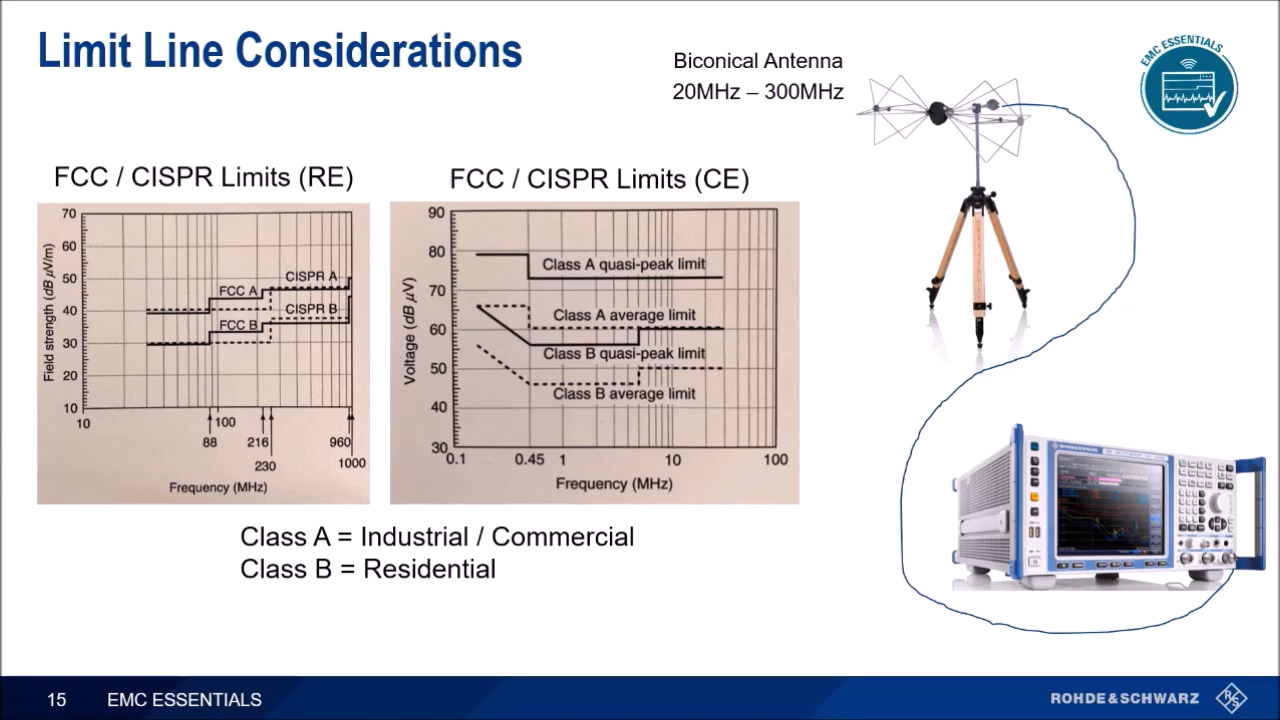 Limit Line Considerations
Biconical Antenna
20MHz – 300MHz
EMC ESSENTIALS
FCC / CISPR Limits (RE)
70
60
50
40
30
20
10
Field strength (dB µV/m)
CISPR A
FCC A
CISPR B
FCC B
10
100
88
216
960
230
1000
Frequency (MHz)
FCC / CISPR Limits (CE)
90
80
70
60
50
40
30
Voltage (dB µV)
Class A quasi-peak limit
Class A average limit
Class B quasi-peak limit
Class B average limit
0.1
0.45
1
10
100
Frequency (MHz)
Class A = Industrial / Commercial
Class B = Residential
15
EMC ESSENTIALS
ROHDE & SCHWARZ
R S